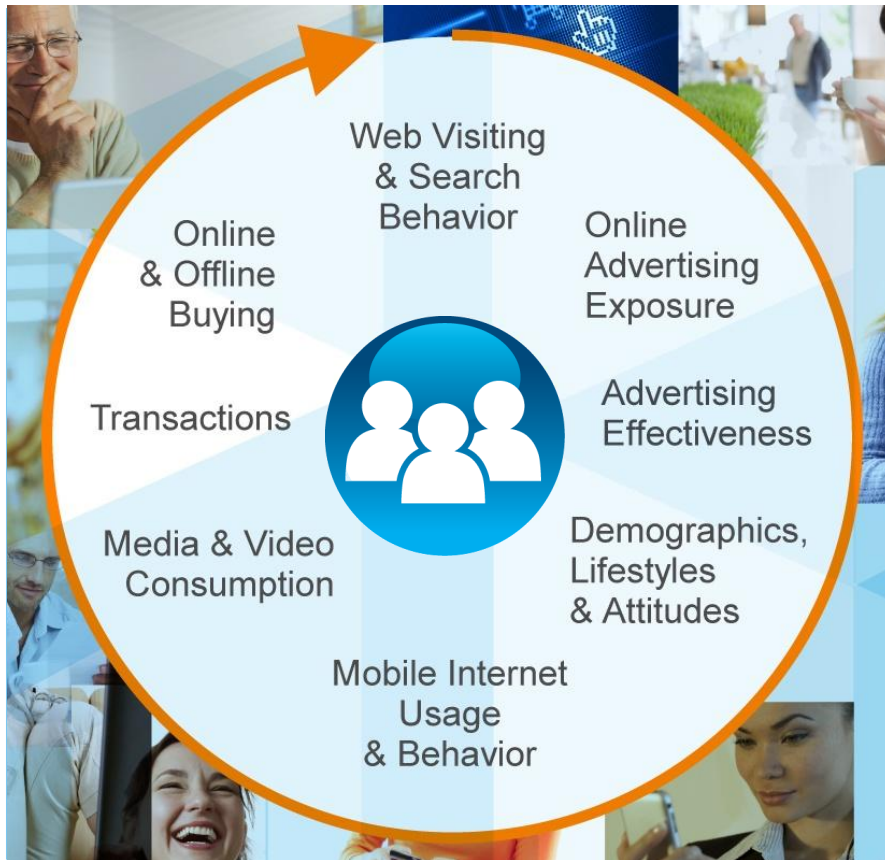 Web Visiting
& Search
Behavior
Online
Advertising
Exposure
Advertising
Effectiveness
Demographics,
Lifestyles
& Attitudes
Mobile Internet
Usage
& Behavior
Media & Video
Consumption
Transactions
Online
& Offline
Buying